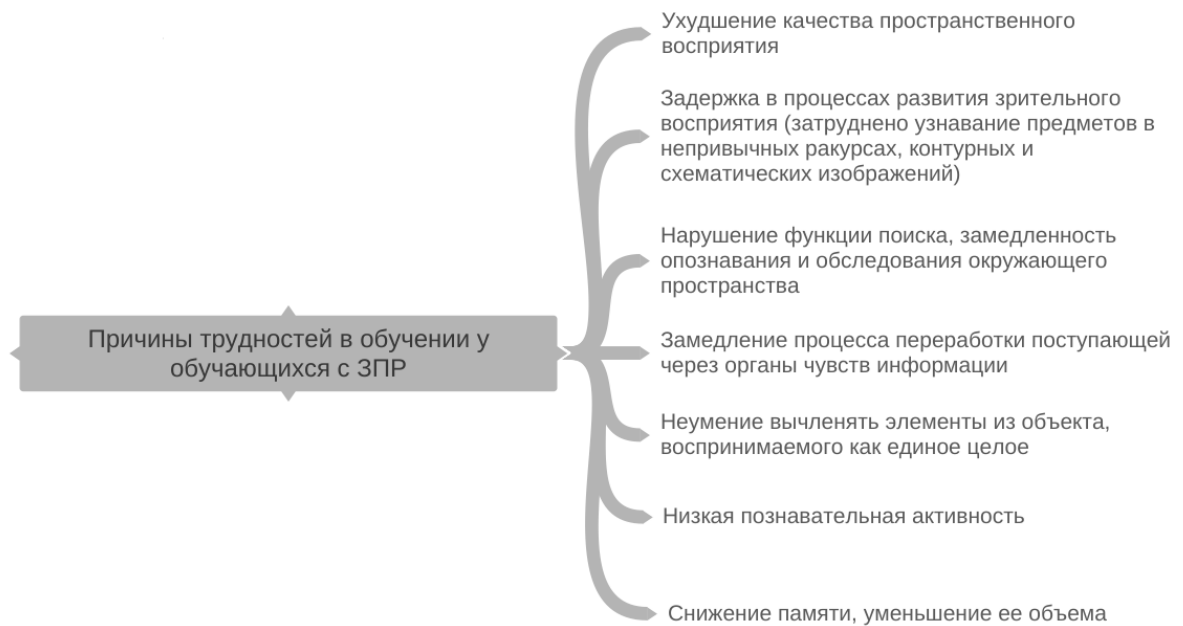 Ухудшение качества пространственного
восприятия
Задержка в процессах развития зрительного
восприятия (затруднено узнавание предметов в
непривычных ракурсах, контурных и
схематических изображений)
Нарушение функции поиска, замедленность
опознавания и обследования окружающего
пространства
Причины трудностей в обучении у
обучающихся с ЗПР
Замедление процесса переработки поступающей
через органы чувств информации
Неумение вычленять элементы из объекта,
воспринимаемого как единое целое
Низкая познавательная активность
Снижение памяти, уменьшение ее объема